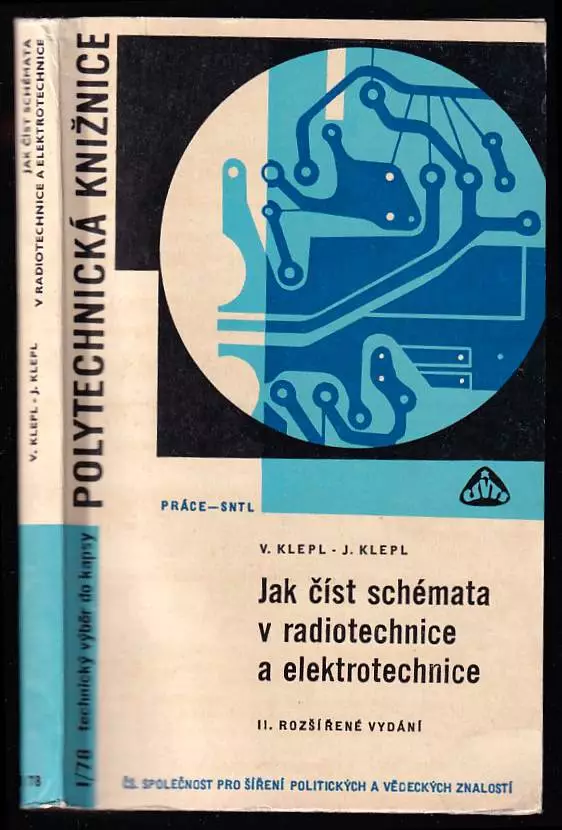 JAK ČÍST SCHÉMATA
V RADIOTECHNICE A ELEKTROTECHNICE
V. KLEPL - J. KLEPL
POLYTECHNICKÁ KNIŽNICE
1/78 technický výběr do kapsy
PRÁCE—SNTL
V. KLEPL - J. KLEPL
Jak číst schémata
v radiotechnice
a elektrotechnice
II. ROZŠÍŘENÉ VYDÁNÍ
ČS. SPOLEČNOST PRO ŠÍŘENÍ POLITICKÝCH A VĚDECKÝCH ZNALOSTÍ